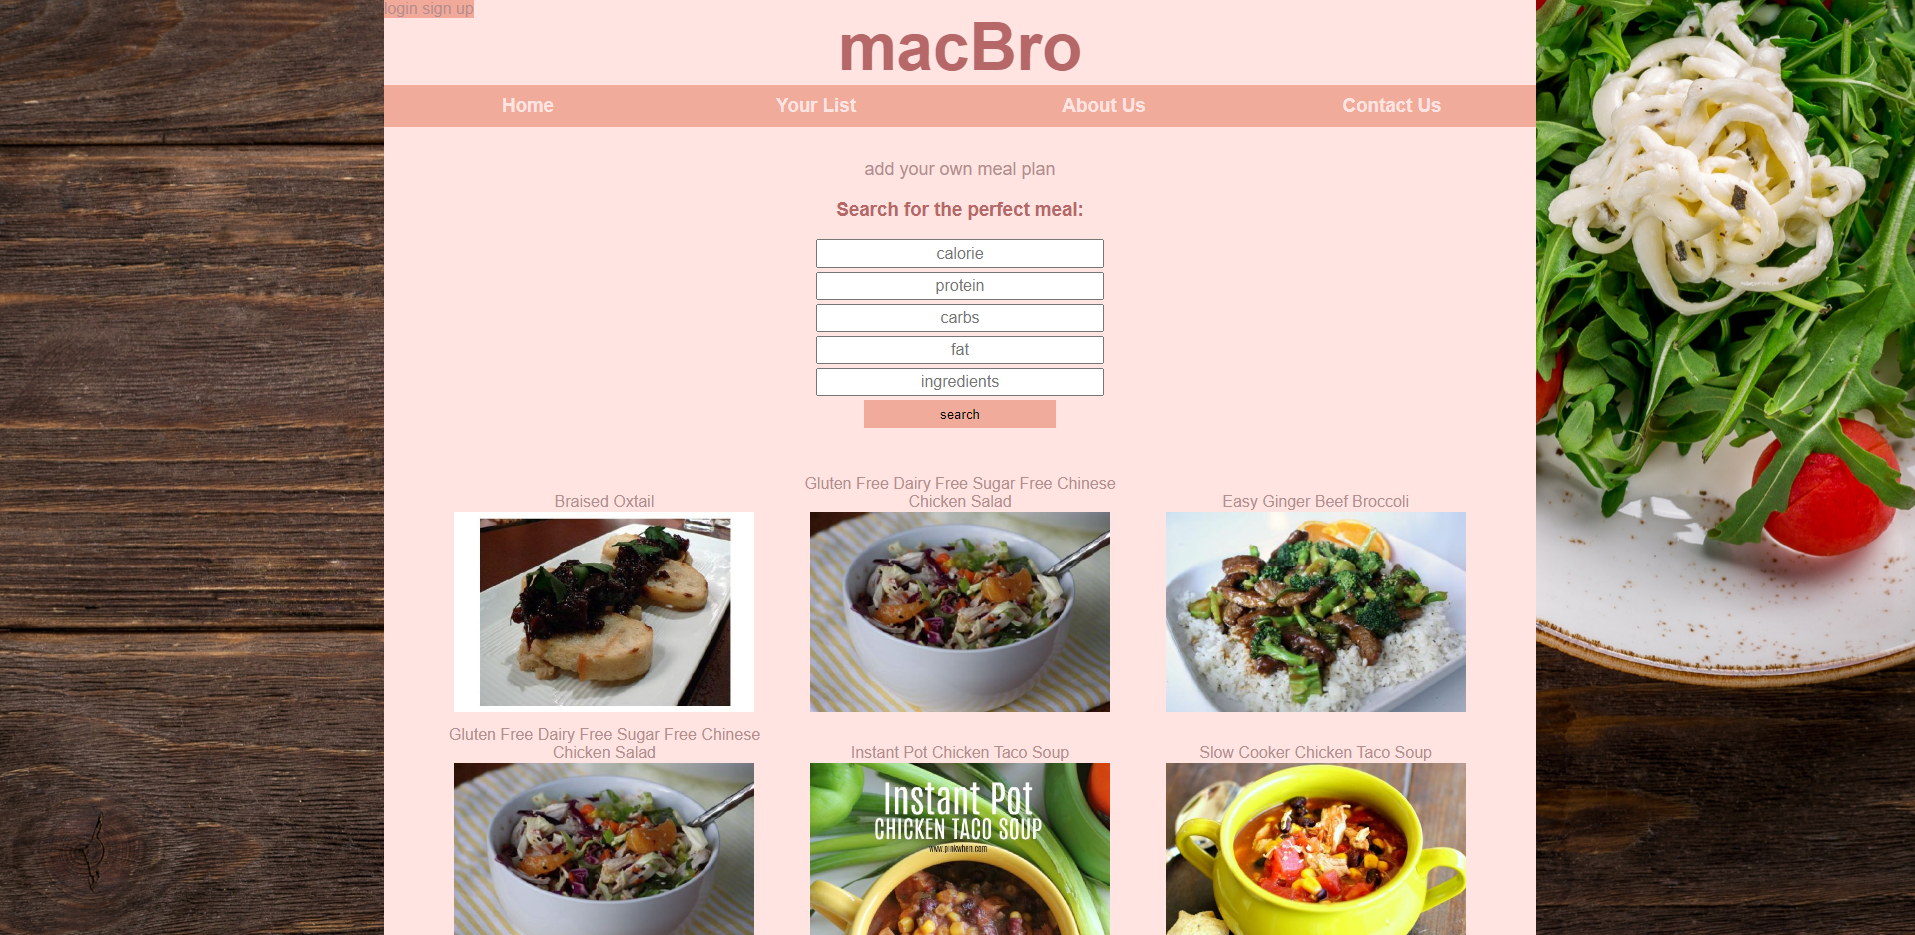 login sign up
macBro
Home Your List About Us Contact Us
add your own meal plan
Search for the perfect meal:
calorie
protein
carbs
fat
ingredients
search
Braised Oxtail
Gluten Free Dairy Free Sugar Free Chinese
Chicken Salad
Easy Ginger Beef Broccoli
Gluten Free Dairy Free Sugar Free Chinese
Chicken Salad
Instant Pot Chicken Taco Soup
Instant Pot
CHICKEN TACO SOUP
www.pinkwhen.com
Slow Cooker Chicken Taco Soup